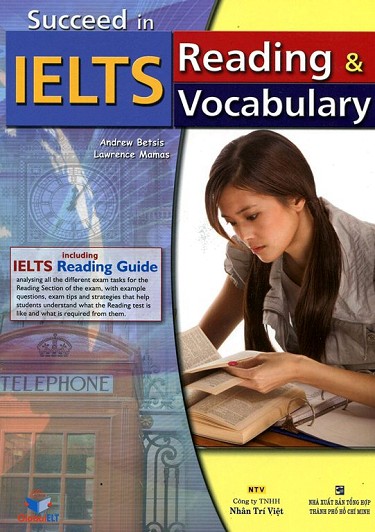 Succeed in
IELTS
Reading &
Vocabulary
Andrew Betsis
Lawrence Mamas
including
IELTS Reading Guide
analysing all the different exam tasks for the
Reading Section of the exam, with example
questions, exam tips and strategies that help
students understand what the Reading test is
like and what is required from them.
TELEPHONE
GlobalELT
NTV
Công ty TNHH
Nhân Trí Việt
NHÀ XUẤT BẢN TỔNG HỢP
THÀNH PHỐ HỒ CHÍ MINH